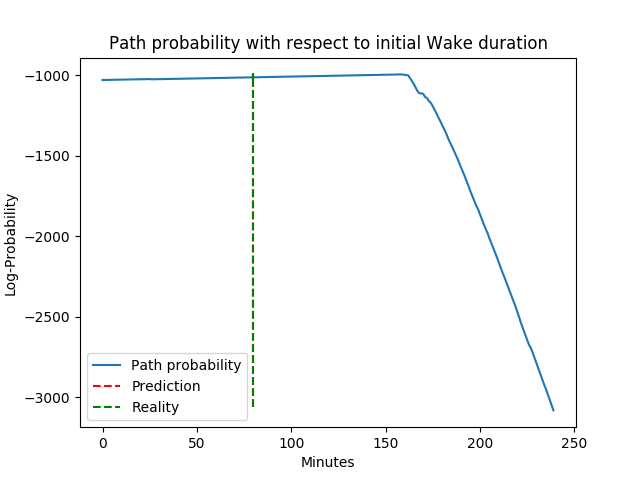 Path probability with respect to initial Wake duration
−1000
−1500
−2000
−2500
−3000
Log-Probability
Path probability
Prediction
Reality
0 50 100 150 200 250
Minutes